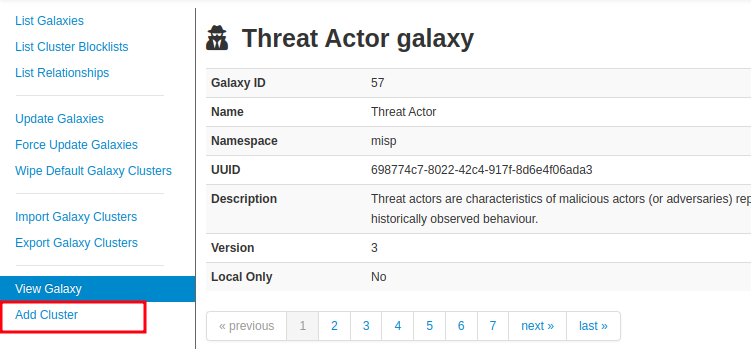 List Galaxies
List Cluster Blocklists
List Relationships
Update Galaxies
Force Update Galaxies
Wipe Default Galaxy Clusters
Import Galaxy Clusters
Export Galaxy Clusters
View Galaxy
Add Cluster
Threat Actor galaxy
Galaxy ID 57
Name Threat Actor
Namespace misp
UUID 698774c7-8022-42c4-917f-8d6e4f06ada3
Description Threat actors are characteristics of malicious actors (or adversaries) rep
historically observed behaviour.
Version 3
Local Only No
« previous 1 2 3 4 5 6 7 next » last »